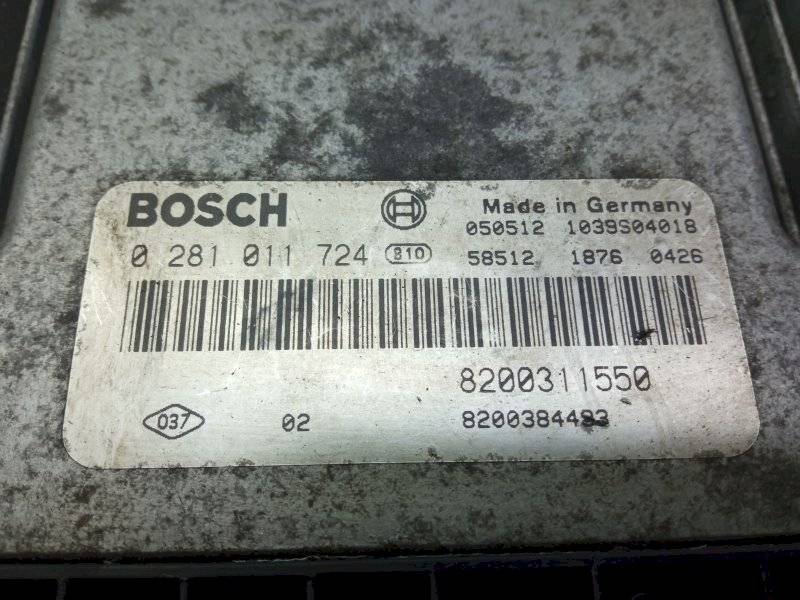 BOSCH
Made in Germany
050512 1039S04018
0 281 011 724 810
58512 1876 0426
8200311550
037 02 8200384483